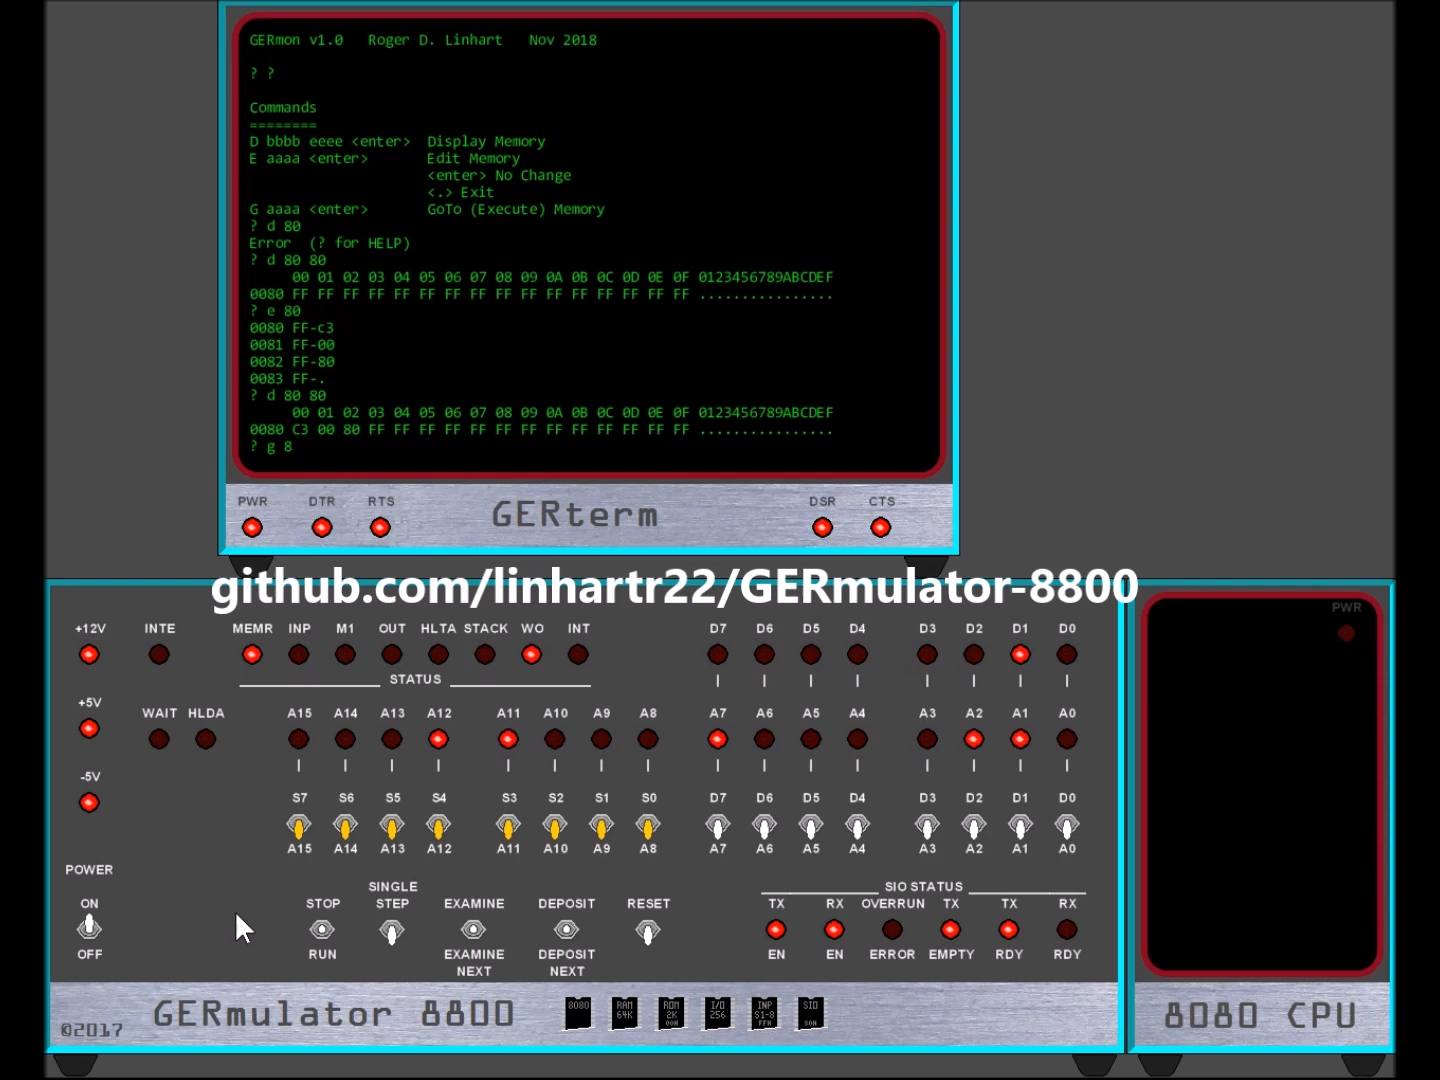 GERmon v1.0   Roger D. Linhart   Nov 2018
? ?
Commands
========
D bbbb eeee <enter>  Display Memory
E aaaa <enter>       Edit Memory
<enter> No Change
<.> Exit
G aaaa <enter>       GoTo (Execute) Memory
? d 80
Error  (? for HELP)
? d 80 80
00 01 02 03 04 05 06 07 08 09 0A 0B 0C 0D 0E 0F 0123456789ABCDEF
0080 FF FF FF FF FF FF FF FF FF FF FF FF FF FF FF FF ................
? e 80
0080 FF-c3
0081 FF-00
0082 FF-80
0083 FF-.
? d 80 80
00 01 02 03 04 05 06 07 08 09 0A 0B 0C 0D 0E 0F 0123456789ABCDEF
0080 C3 00 80 FF FF FF FF FF FF FF FF FF FF FF FF FF ................
? g 8
PWR DTR RTS DSR CTS
GERterm
github.com/linhartr22/GERmulator-8800
PWR
+12V INTE MEMR INP M1 OUT HLTA STACK WO INT D7 D6 D5 D4 D3 D2 D1 D0
STATUS
+5V
WAIT HLDA A15 A14 A13 A12 A11 A10 A9 A8 A7 A6 A5 A4 A3 A2 A1 A0
-5V
S7 S6 S5 S4 S3 S2 S1 S0 D7 D6 D5 D4 D3 D2 D1 D0
A15 A14 A13 A12 A11 A10 A9 A8 A7 A6 A5 A4 A3 A2 A1 A0
POWER
SINGLE SIO STATUS
ON STOP STEP EXAMINE DEPOSIT RESET TX RX OVERRUN TX TX RX
OFF RUN EXAMINE DEPOSIT EN EN ERROR EMPTY RDY RDY
NEXT NEXT
8080 RAM ROM I/O INP SIO
64K 2K 256 $1-8
00H FFH 80H
GERmulator 8800
©2017
8080 CPU